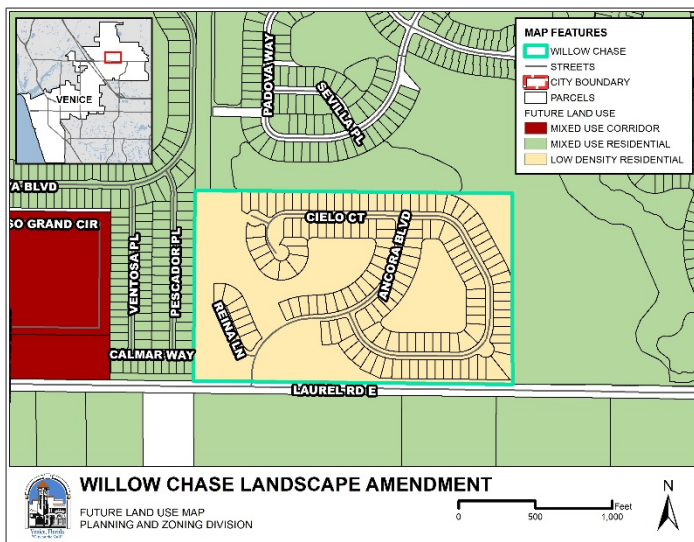 VENICE
MAP FEATURES
WILLOW CHASE
STREETS
CITY BOUNDARY
PARCELS
FUTURE LAND USE
MIXED USE CORRIDOR
MIXED USE RESIDENTIAL
LOW DENSITY RESIDENTIAL
PADOVA WAY
SEVILLA PL
A BLVD
SO GRAND CIR
VENTOSA PL
PESCADOR PL
CIELO CT
ANCORA BLVD
REINA LN
CALMAR WAY
LAUREL RD E
WILLOW CHASE LANDSCAPE AMENDMENT
FUTURE LAND USE MAP
PLANNING AND ZONING DIVISION
Venice, Florida
Feet
0 500 1,000
N